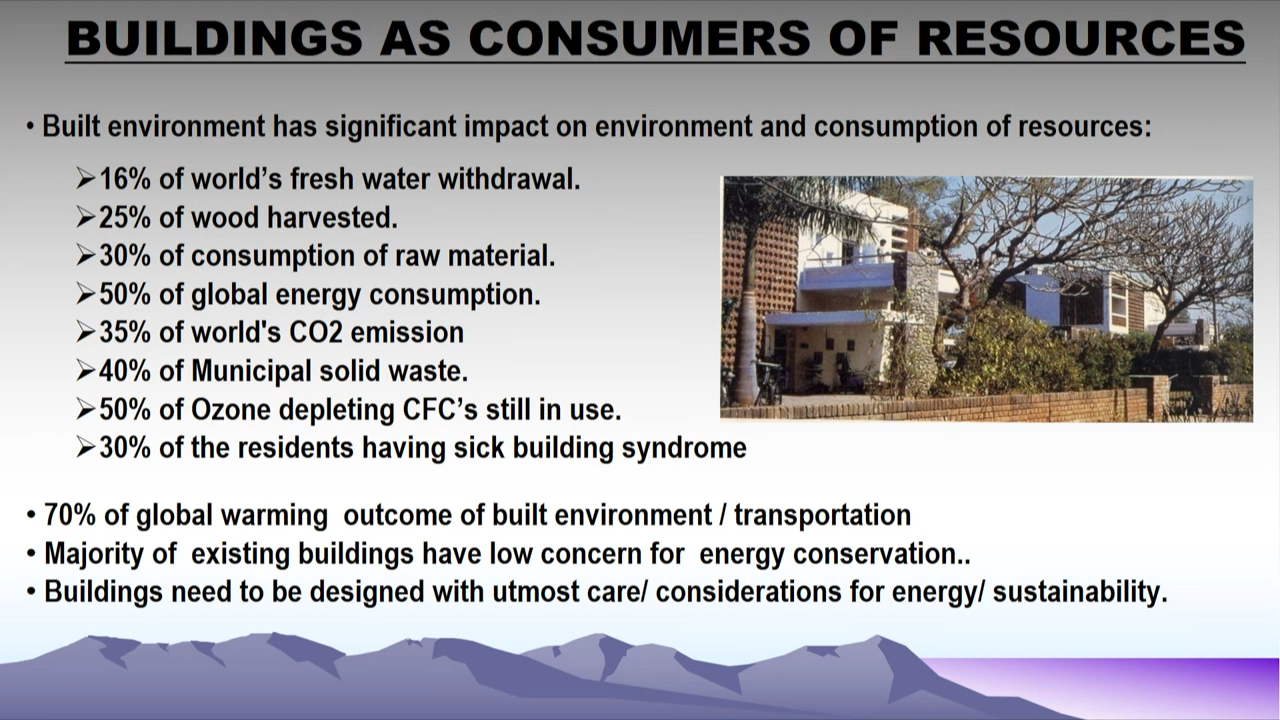 BUILDINGS AS CONSUMERS OF RESOURCES
• Built environment has significant impact on environment and consumption of resources:
➢16% of world’s fresh water withdrawal.
➢25% of wood harvested.
➢30% of consumption of raw material.
➢50% of global energy consumption.
➢35% of world's CO2 emission
➢40% of Municipal solid waste.
➢50% of Ozone depleting CFC’s still in use.
➢30% of the residents having sick building syndrome
• 70% of global warming  outcome of built environment / transportation
• Majority of  existing buildings have low concern for  energy conservation..
• Buildings need to be designed with utmost care/ considerations for energy/ sustainability.